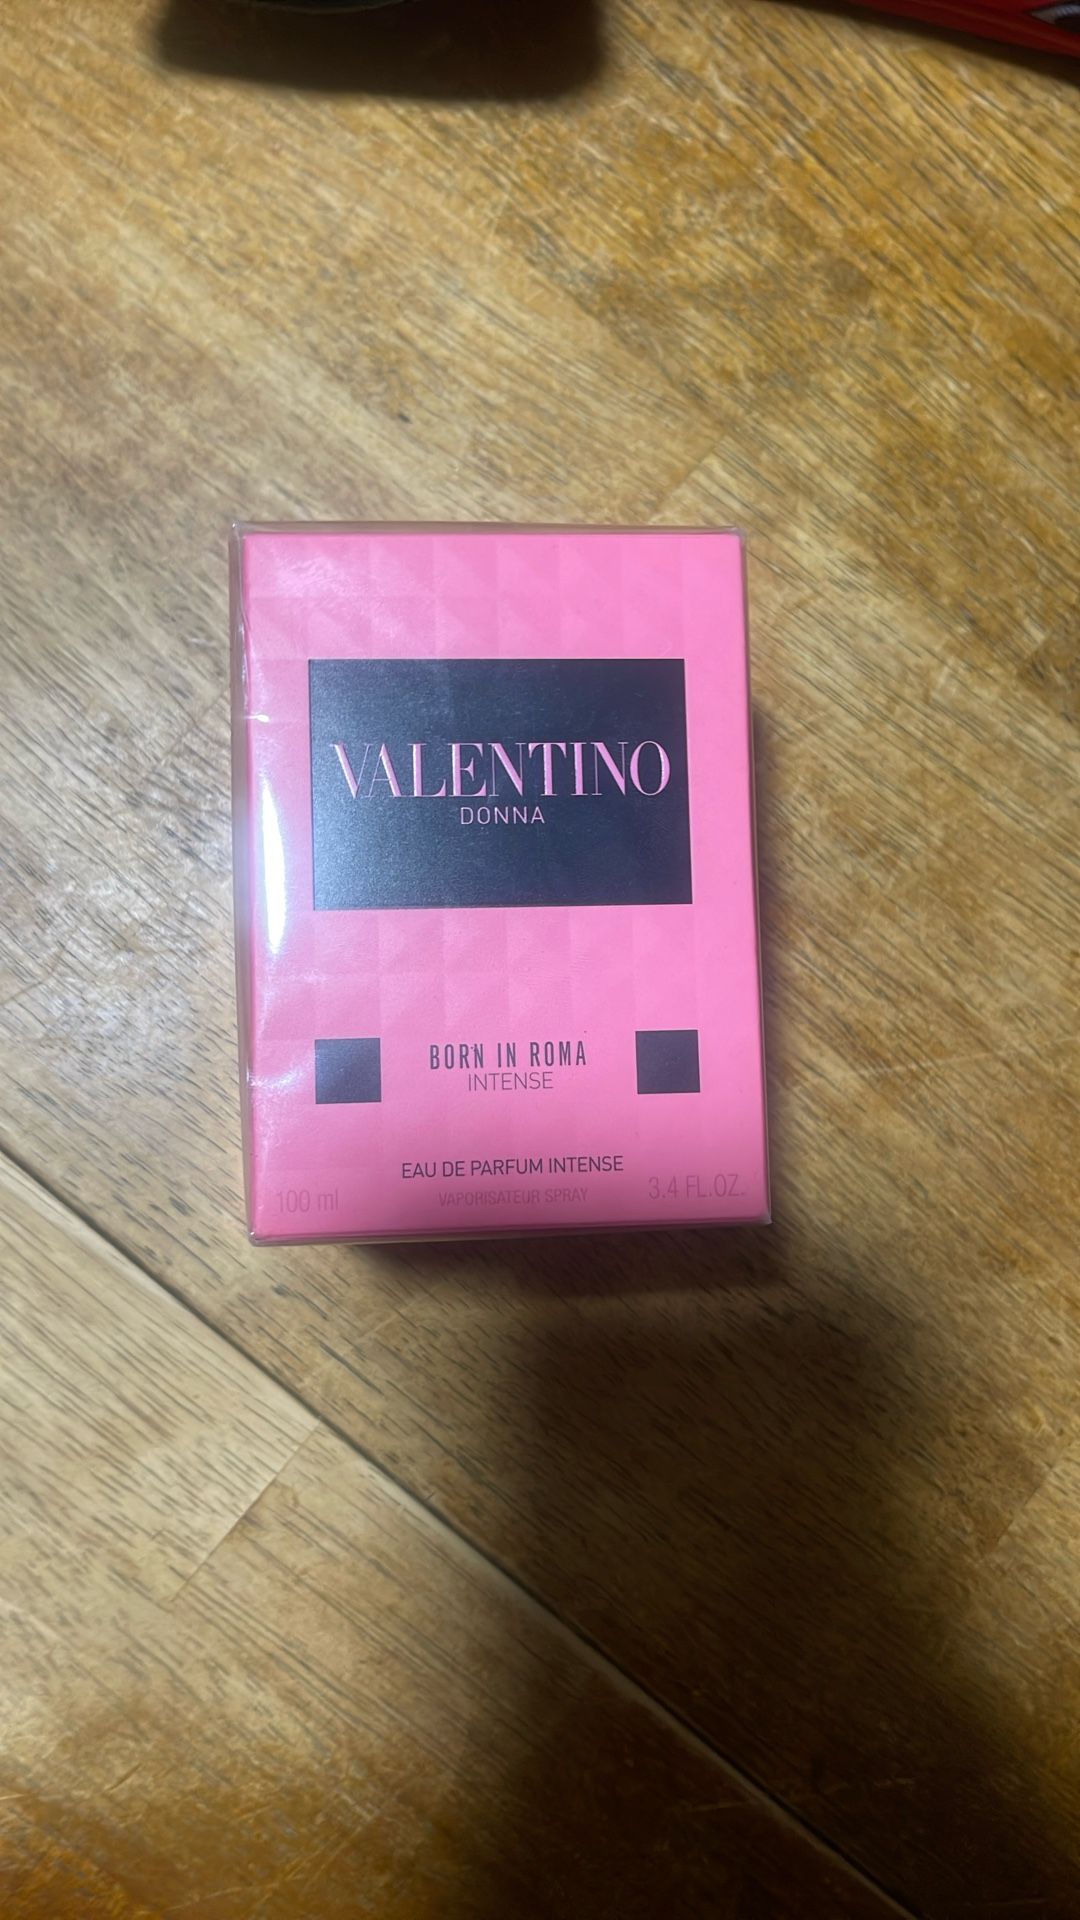 VALENTINO
DONNA
BORN IN ROMA
INTENSE
EAU DE PARFUM INTENSE
100 ml VAPORISATEUR SPRAY 3.4 FL.OZ.